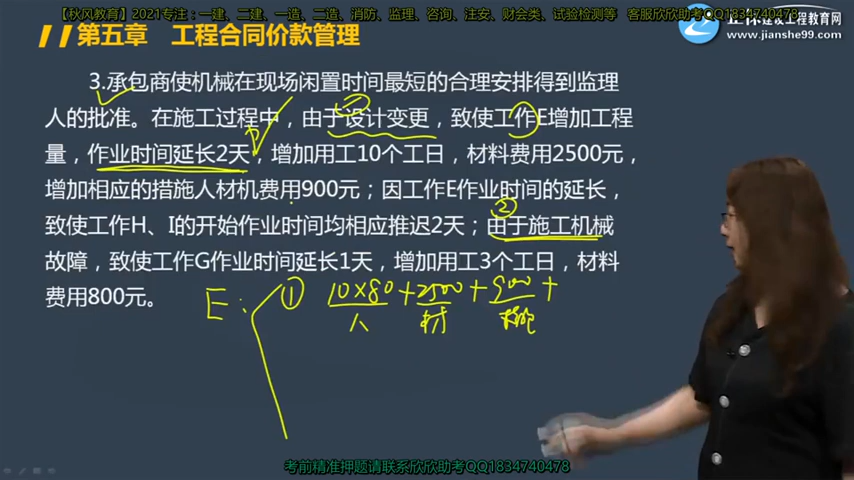 【秋风教育】2021专注：一建、二建、一造、二造、消防、监理、咨询、注安、财会类、试验检测等 客服欣欣助考QQ1834740478
建设工程教育网
www.jianshe99.com
第五章 工程合同价款管理
3.承包商使机械在现场闲置时间最短的合理安排得到监理
人的批准。在施工过程中，由于设计变更，致使工作E增加工程
量，作业时间延长2天，增加用工10个工日，材料费用2500元，
增加相应的措施人材机费用900元；因工作E作业时间的延长，
致使工作H、I的开始作业时间均相应推迟2天；由于施工机械
故障，致使工作G作业时间延长1天，增加用工3个工日，材料
费用800元。
E: ① 10×80+2500+900+
人 材 措
考前精准押题请联系欣欣助考QQ1834740478